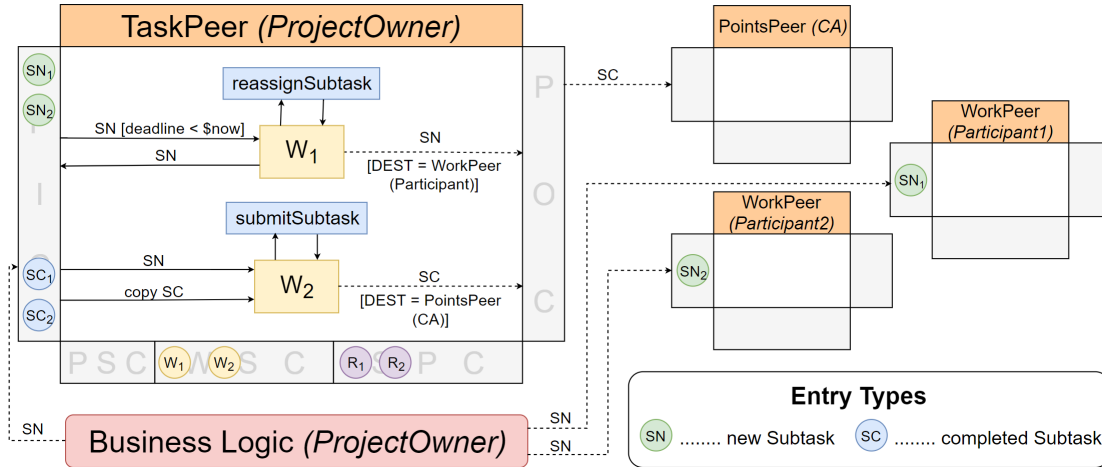 TaskPeer (ProjectOwner)
PointsPeer (CA)
SN1
SN2
P
I
C
reassignSubtask
SN [deadline < $now]
SN
W1
SN
[DEST = WorkPeer
(Participant)]
submitSubtask
SC1
SC2
SN
copy SC
W2
SC
[DEST = PointsPeer
(CA)]
P
O
C
SC
WorkPeer
(Participant1)
SN1
WorkPeer
(Participant2)
SN2
P S C
W S C
W1
W2
S P C
R1
R2
SN
Business Logic (ProjectOwner)
SN
SN
Entry Types
SN ........ new Subtask
SC ........ completed Subtask